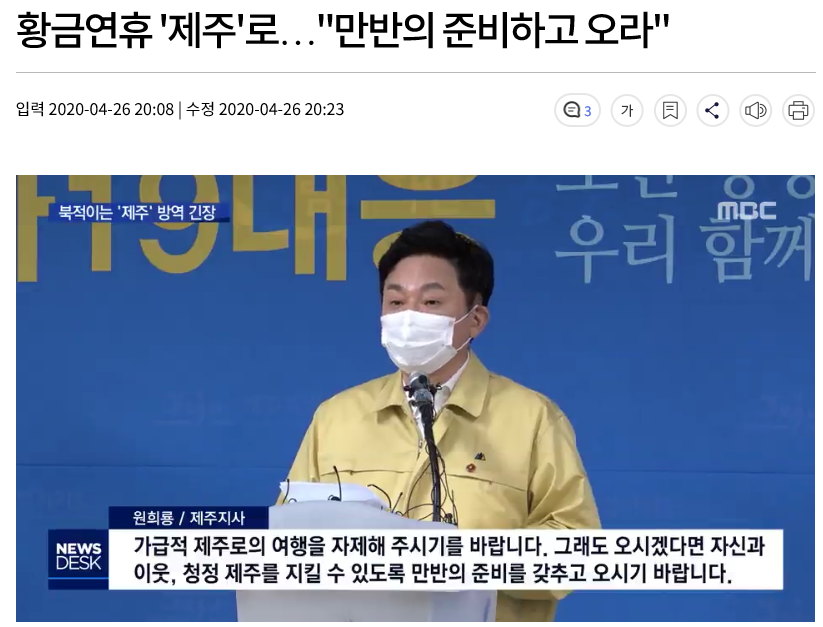 황금연휴 '제주'로…"만반의 준비하고 오라"
입력 2020-04-26 20:08 | 수정 2020-04-26 20:23
3
가
북적이는 '제주' 방역 긴장
MBC
19대응
우리 함께
원희룡 / 제주지사
NEWS
DESK
가급적 제주로의 여행을 자제해 주시기를 바랍니다. 그래도 오시겠다면 자신과
이웃, 청정 제주를 지킬 수 있도록 만반의 준비를 갖추고 오시기 바랍니다.